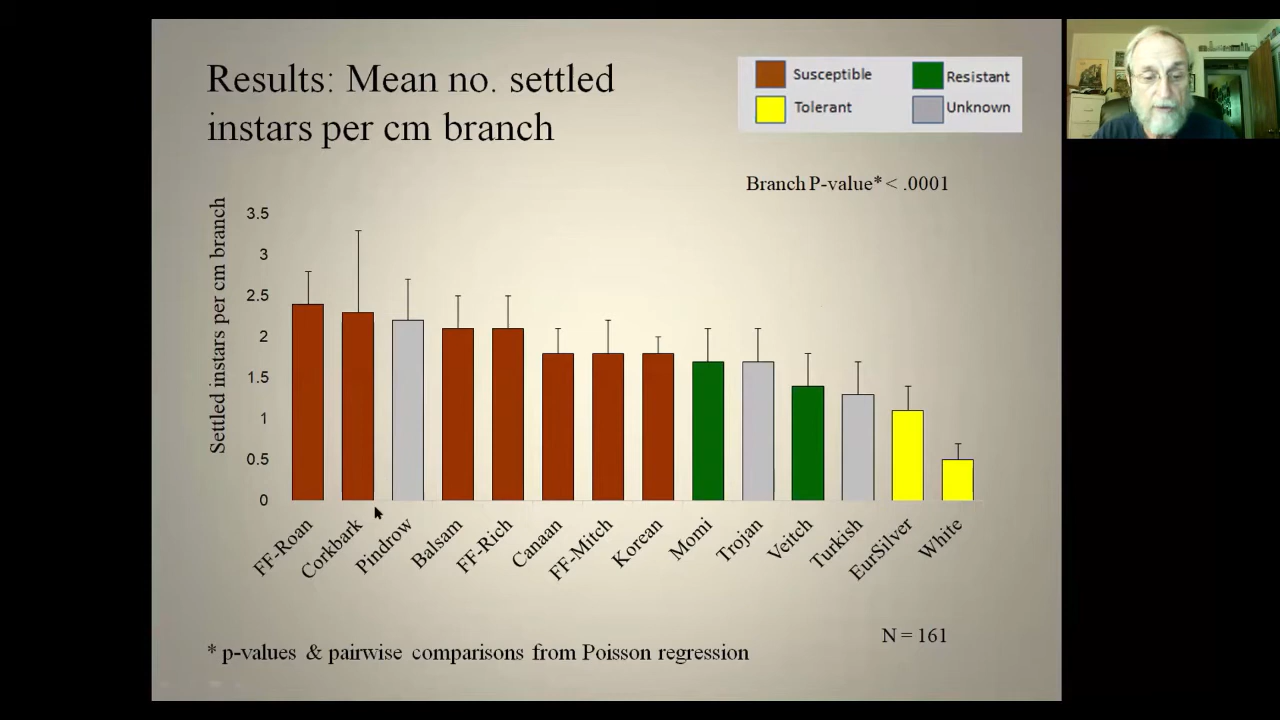 Results: Mean no. settled
instars per cm branch
Susceptible
Resistant
Tolerant
Unknown
Branch P-value* < .0001
Settled instars per cm branch
3.5
3
2.5
2
1.5
1
0.5
0
FF-Roan
Corkbark
Pindrow
Balsam
FF-Rich
Canaan
FF-Mitch
Korean
Momi
Trojan
Veitch
Turkish
EurSilver
White
N = 161
* p-values & pairwise comparisons from Poisson regression